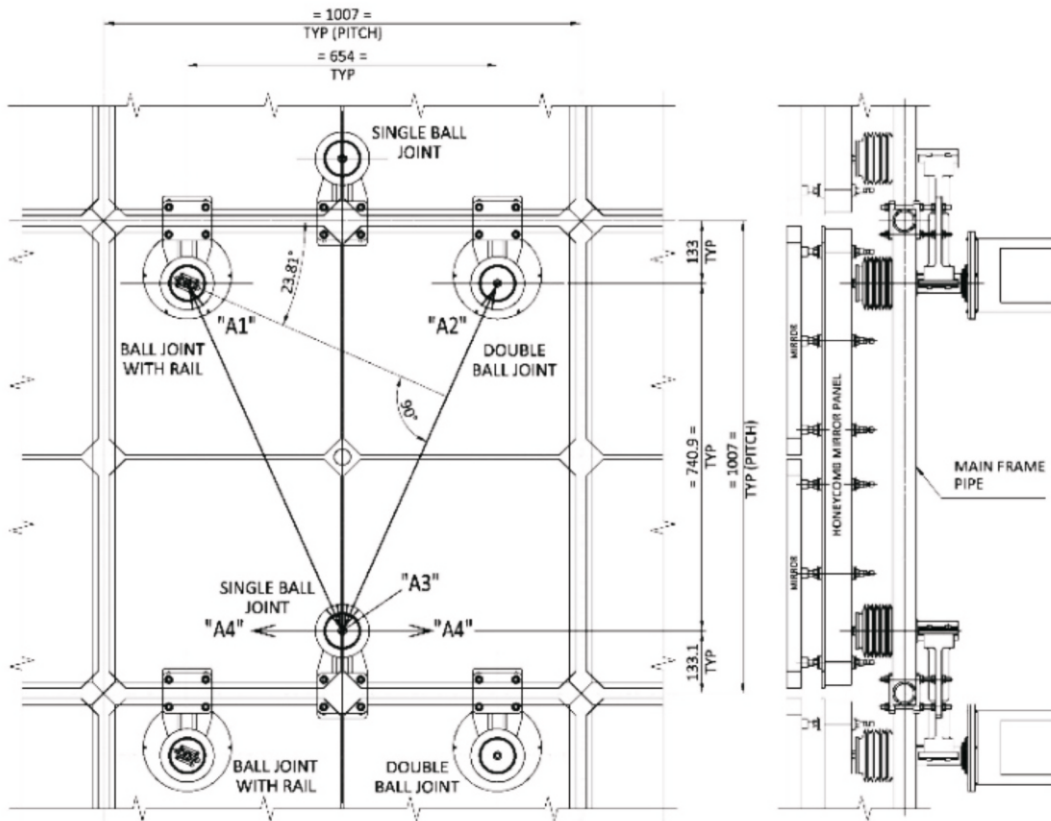 = 1007 =
TYP (PITCH)
= 654 =
TYP
SINGLE BALL
JOINT
23.81°
133
TYP
"A1"
"A2"
BALL JOINT
WITH RAIL
DOUBLE
BALL JOINT
90°
= 740.9 =
TYP
= 1007 =
TYP (PITCH)
MIRROR
HONEYCOMB MIRROR PANEL
MAIN FRAME
PIPE
MIRROR
SINGLE BALL
JOINT
"A3"
"A4"
"A4"
133.1
TYP
BALL JOINT
WITH RAIL
DOUBLE
BALL JOINT